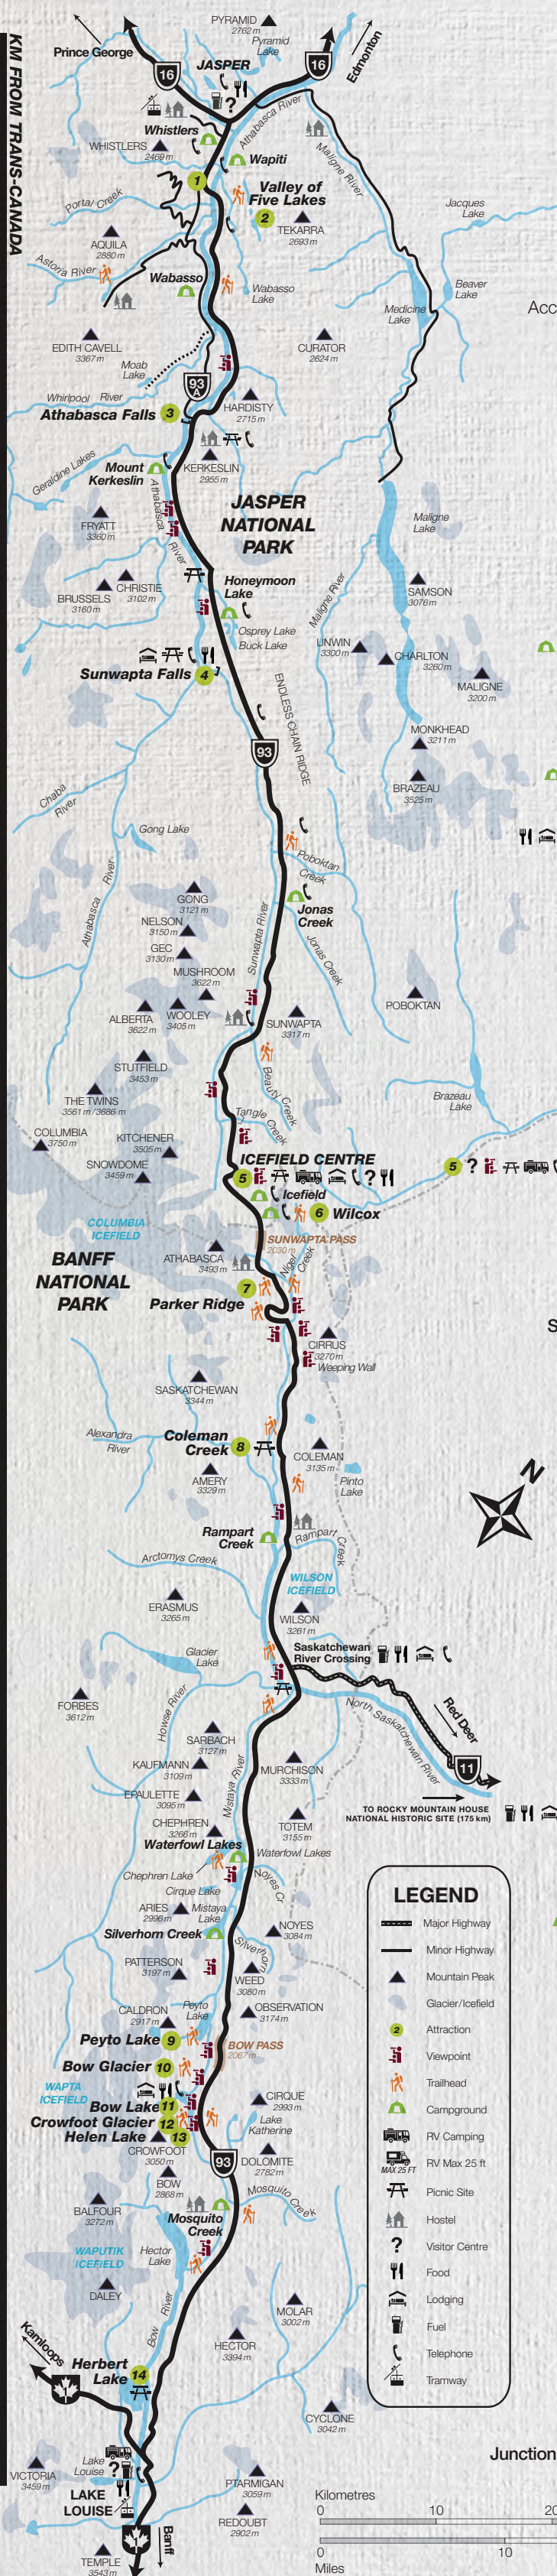 PYRAMID
2762 m
Pyramid
Lake
Prince George
JASPER
16
16
Edmonton
KM FROM TRANS-CANADA
?
Athabasca River
Whistlers
WHISTLERS
2469 m
Wapiti
Maligne River
1
Valley of
Five Lakes
2
TEKARRA
2693 m
Portal Creek
Jacques
Lake
AQUILA
2880 m
Astoria River
Wabasso
Wabasso
Lake
Beaver
Lake
Medicine
Lake
Acc
EDITH CAVELL
3367 m
CURATOR
2624 m
Moab
Lake
93
A
Whirlpool River
HARDISTY
2715 m
Athabasca Falls 3
Geraldine Lakes
Mount
Kerkeslin
KERKESLIN
2955 m
Athabasca
River
JASPER
NATIONAL
PARK
FRYATT
3360 m
Maligne
Lake
CHRISTIE
3102 m
BRUSSELS
3160 m
Honeymoon
Lake
Maligne River
SAMSON
3076 m
Osprey Lake
Buck Lake
UNWIN
3300 m
CHARLTON
3260 m
MALIGNE
3200 m
Sunwapta Falls 4
ENDLESS CHAIN RIDGE
MONKHEAD
3211 m
93
BRAZEAU
3525 m
Chaba
River
Gong Lake
Poboktan
Creek
Athabasca
River
GONG
3121 m
Jonas
Creek
NELSON
3150 m
Sunwapta River
GEC
3130 m
Jonas Creek
MUSHROOM
3622 m
ALBERTA
3622 m
WOOLEY
3405 m
SUNWAPTA
3317 m
POBOKTAN
STUTFIELD
3453 m
Beauty Creek
THE TWINS
3561 m / 3686 m
Brazeau
Lake
Tangle
Creek
COLUMBIA
3750 m
KITCHENER
3505 m
SNOWDOME
3459 m
ICEFIELD CENTRE
5
?
5 ?
Icefield
6 Wilcox
COLUMBIA
ICEFIELD
SUNWAPTA PASS
2030 m
BANFF
NATIONAL
PARK
ATHABASCA
3493 m
Nigel
Creek
7
Parker Ridge
S
CIRRUS
3270 m
Weeping Wall
SASKATCHEWAN
3344 m
Alexandra
River
Coleman
Creek 8
COLEMAN
3135 m
AMERY
3329 m
Pinto
Lake
N
Rampart
Creek
Rampart
Creek
Arctomys Creek
WILSON
ICEFIELD
ERASMUS
3265 m
WILSON
3261 m
Glacier
Lake
Saskatchewan
River Crossing
FORBES
3612 m
Howse River
North Saskatchewan River
Red Deer
SARBACH
3127 m
11
KAUFMANN
3109 m
MURCHISON
3333 m
Mistaya River
EPAULETTE
3095 m
TO ROCKY MOUNTAIN HOUSE
NATIONAL HISTORIC SITE (175 km)
CHEPHREN
3266 m
TOTEM
3155 m
Waterfowl Lakes
Waterfowl Lakes
Chephren Lake
Noyes Cr
Cirque Lake
LEGEND
Major Highway
Minor Highway
Mountain Peak
Glacier/Icefield
2 Attraction
Viewpoint
Trailhead
Campground
RV Camping
RV Max 25 ft
MAX 25 FT
Picnic Site
Hostel
? Visitor Centre
Food
Lodging
Fuel
Telephone
Tramway
ARIES
2996 m
Mistaya
Lake
NOYES
3084 m
Silverhorn Creek
Silverhorn
PATTERSON
3197 m
WEED
3080 m
CALDRON
2917 m
Peyto
Lake
OBSERVATION
3174 m
Peyto Lake 9
BOW PASS
2067 m
Bow Glacier 10
WAPTA
ICEFIELD
CIRQUE
2993 m
Bow Lake 11
Crowfoot Glacier 12
Helen Lake 13
Lake
Katherine
CROWFOOT
3050 m
93
DOLOMITE
2782 m
BOW
2868 m
BALFOUR
3272 m
Mosquito
Creek
Mosquito Creek
WAPUTIK
ICEFIELD
Hector
Lake
DALEY
Bow River
MOLAR
3002 m
HECTOR
3394 m
Kamloops
Herbert
Lake 14
1
CYCLONE
3042 m
Junction
VICTORIA
3459 m
Lake
Louise
?
LAKE
LOUISE
PTARMIGAN
3059 m
REDOUBT
2902 m
Kilometres
0 10 20
0 10
Miles
1
Banff
TEMPLE
3543 m